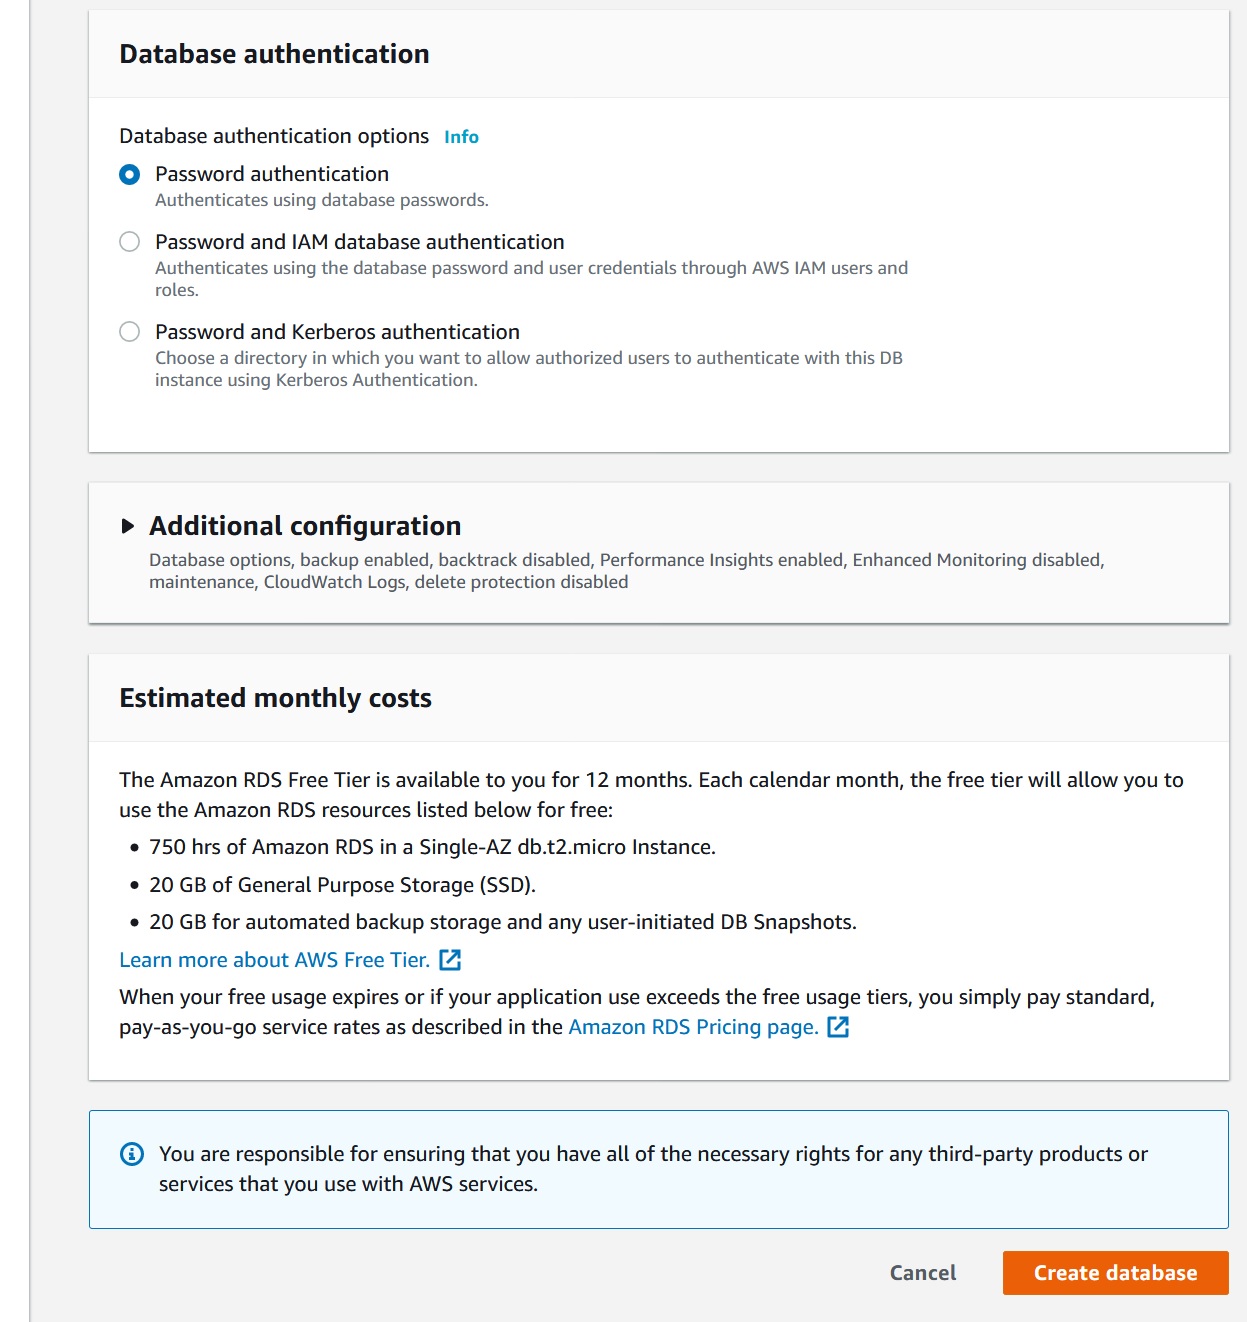 Database authentication
Database authentication options Info
Password authentication
Authenticates using database passwords.
Password and IAM database authentication
Authenticates using the database password and user credentials through AWS IAM users and
roles.
Password and Kerberos authentication
Choose a directory in which you want to allow authorized users to authenticate with this DB
instance using Kerberos Authentication.
Additional configuration
Database options, backup enabled, backtrack disabled, Performance Insights enabled, Enhanced Monitoring disabled,
maintenance, CloudWatch Logs, delete protection disabled
Estimated monthly costs
The Amazon RDS Free Tier is available to you for 12 months. Each calendar month, the free tier will allow you to
use the Amazon RDS resources listed below for free:
• 750 hrs of Amazon RDS in a Single-AZ db.t2.micro Instance.
• 20 GB of General Purpose Storage (SSD).
• 20 GB for automated backup storage and any user-initiated DB Snapshots.
Learn more about AWS Free Tier.
When your free usage expires or if your application use exceeds the free usage tiers, you simply pay standard,
pay-as-you-go service rates as described in the Amazon RDS Pricing page.
You are responsible for ensuring that you have all of the necessary rights for any third-party products or
services that you use with AWS services.
Cancel Create database